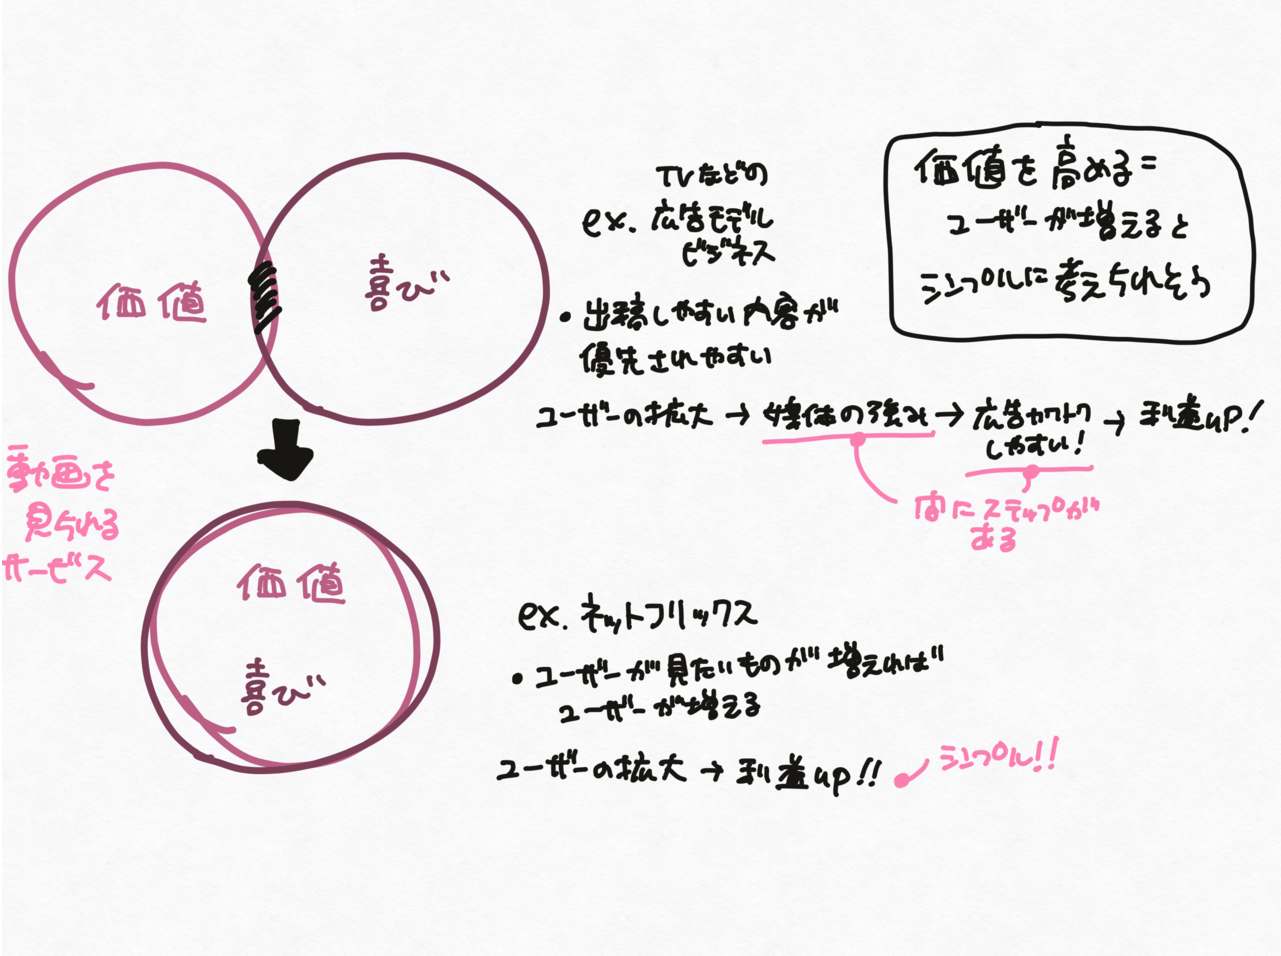 価値
喜び
TVなどの
ex. 広告モデル
ビジネス
・出稿しやすい内容が
優先されやすい
価値を高める=
ユーザーが増えると
シンプルに考えられそう
ユーザーの拡大→媒体の強み→広告カクトク
しやすい!
→利益up!
間にステップが
ある
動画を
見られる
サービス
価値
喜び
ex. ネットフリックス
・ユーザーが見たいものが増えれば
ユーザーが増える
ユーザーの拡大→利益up!!
シンプル!!